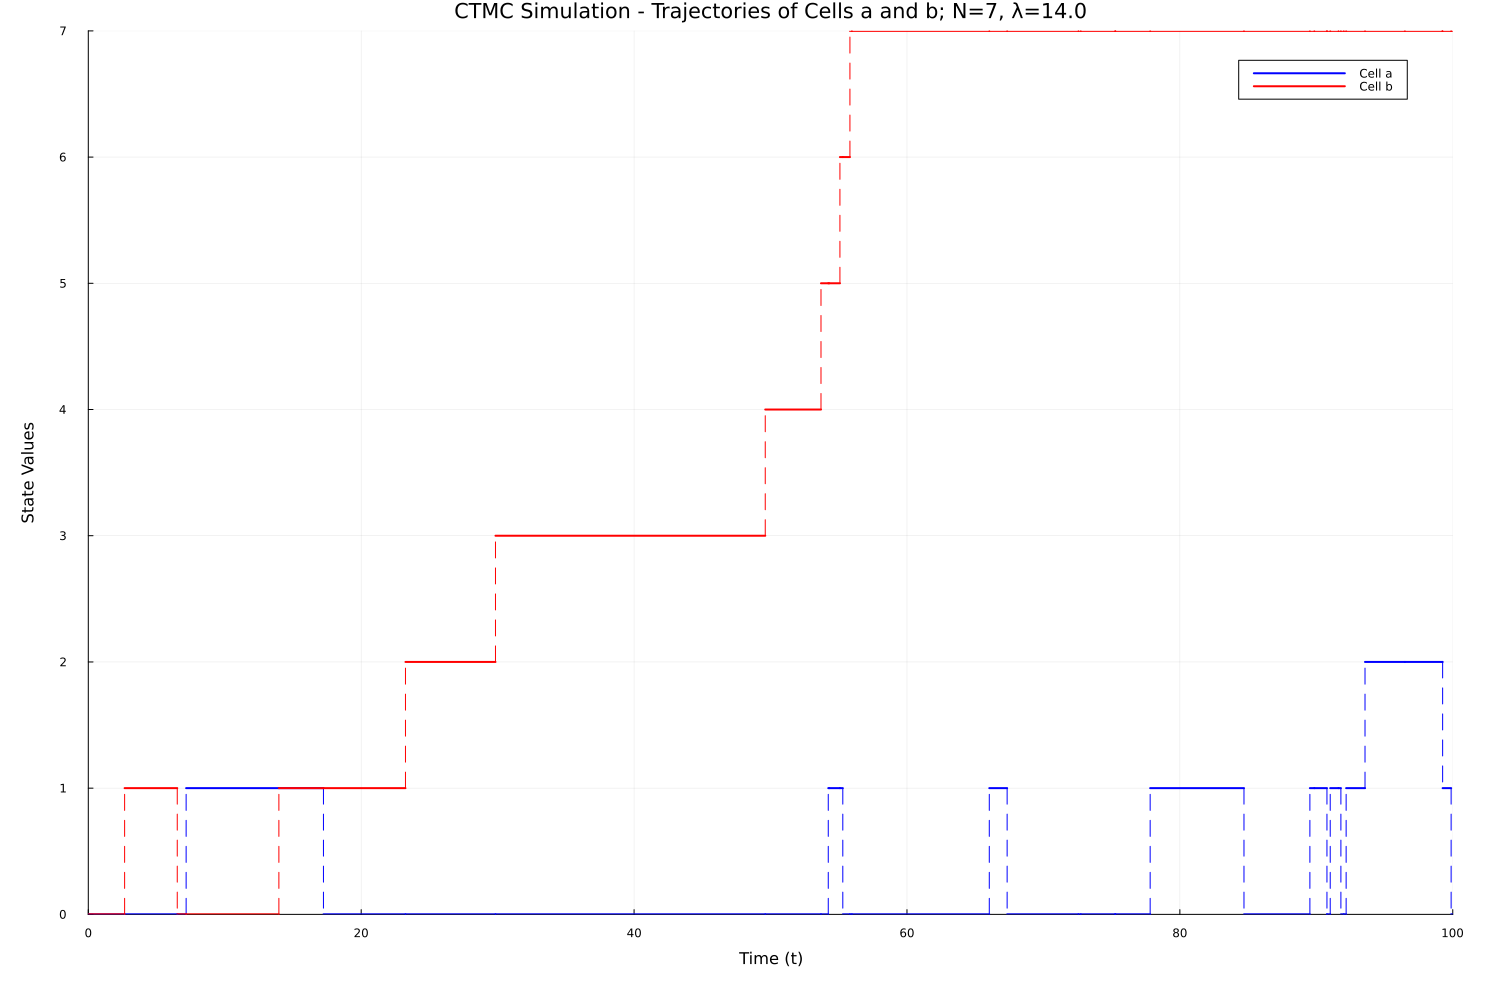 CTMC Simulation - Trajectories of Cells a and b; N=7, λ=14.0
7
Cell a
Cell b
6
5
4
State Values
3
2
1
0
0 20 40 60 80 100
Time (t)